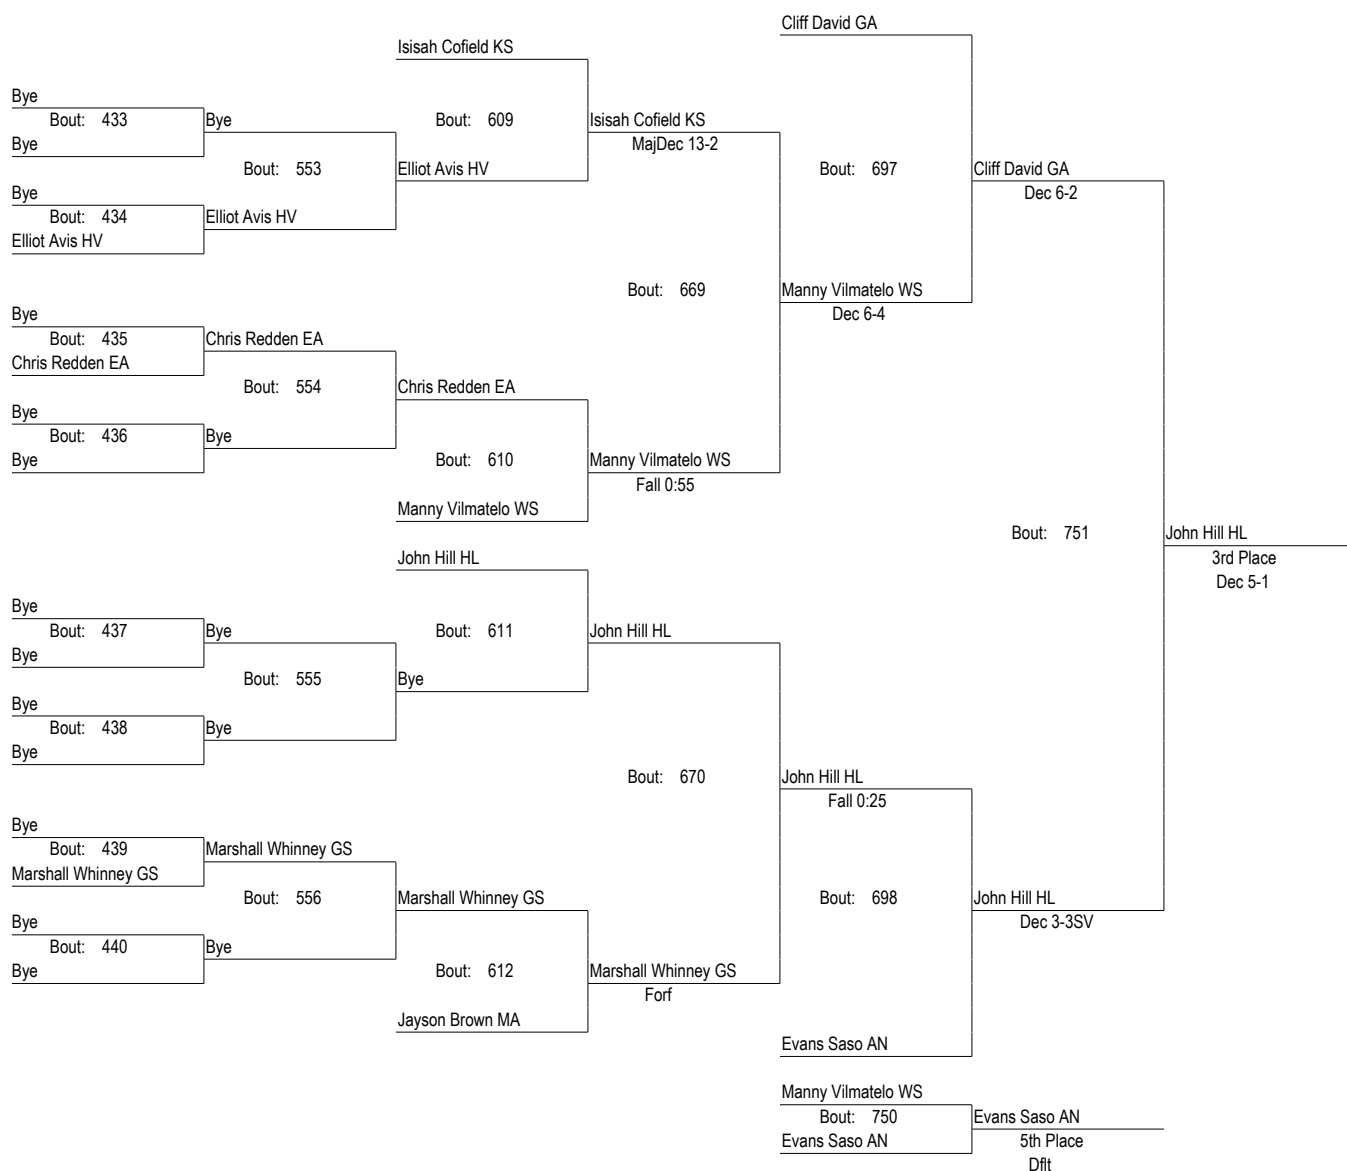 Cliff David GA
Isisah Cofield KS
Bye
Bout: 433
Bye
Bout: 609
Isisah Cofield KS
Bye
MajDec 13-2
Bout: 553
Elliot Avis HV
Bout: 697
Cliff David GA
Bye
Dec 6-2
Bout: 434
Elliot Avis HV
Elliot Avis HV
Bout: 669
Manny Vilmatelo WS
Bye
Dec 6-4
Bout: 435
Chris Redden EA
Chris Redden EA
Bout: 554
Chris Redden EA
Bye
Bout: 436
Bye
Bye
Bout: 610
Manny Vilmatelo WS
Fall 0:55
Manny Vilmatelo WS
Bout: 751
John Hill HL
John Hill HL
3rd Place
Dec 5-1
Bye
Bout: 437
Bye
Bout: 611
John Hill HL
Bye
Bout: 555
Bye
Bye
Bout: 438
Bye
Bye
Bout: 670
John Hill HL
Fall 0:25
Bye
Bout: 439
Marshall Whinney GS
Marshall Whinney GS
Bout: 556
Marshall Whinney GS
Bout: 698
John Hill HL
Bye
Dec 3-3SV
Bout: 440
Bye
Bye
Bout: 612
Marshall Whinney GS
Forf
Jayson Brown MA
Evans Saso AN
Manny Vilmatelo WS
Bout: 750
Evans Saso AN
Evans Saso AN
5th Place
Dflt